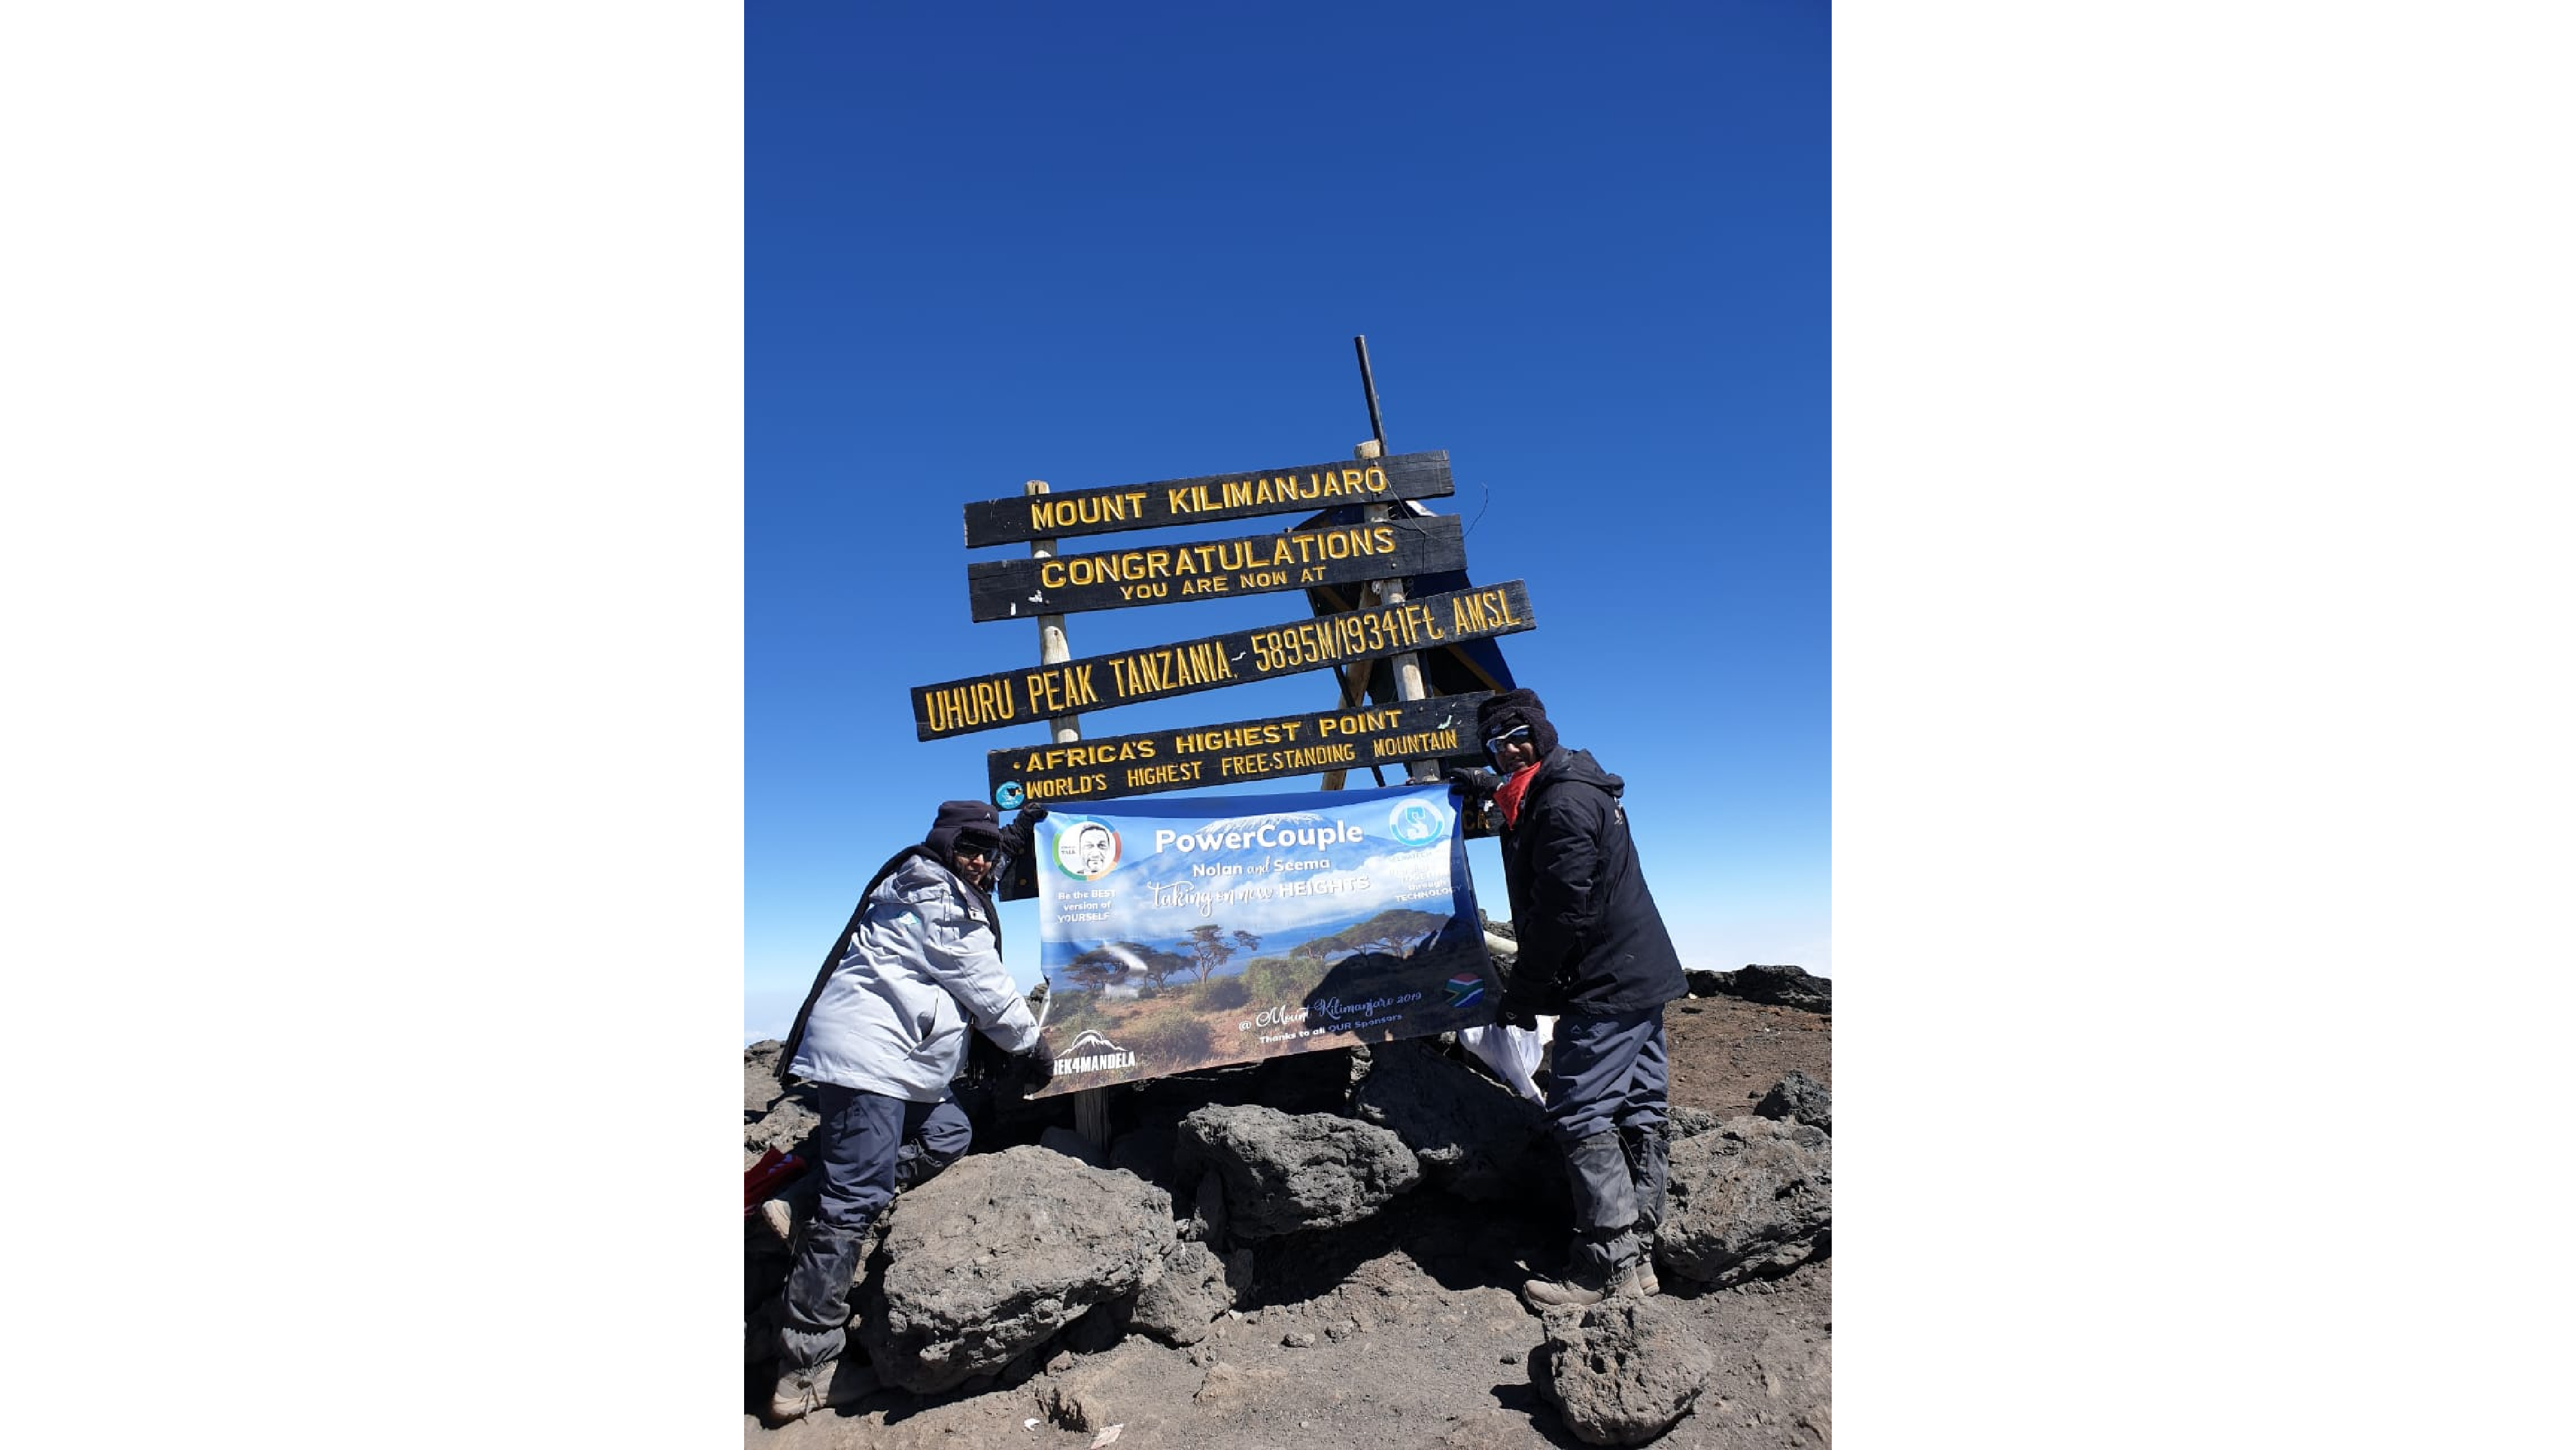 MOUNT KILIMANJARO
CONGRATULATIONS
YOU ARE NOW AT
UHURU PEAK TANZANIA, 5895M/19341Ft. AMSL
AFRICA'S HIGHEST POINT
WORLD'S HIGHEST FREE-STANDING MOUNTAIN
PowerCouple
Nolan and Seema
Taking on new HEIGHTS
Be the BEST
version of
YOURSELF
through
TECHNOLOGY
@ Mount Kilimanjaro 2019
Thanks to all OUR Sponsors
REK4MANDELA